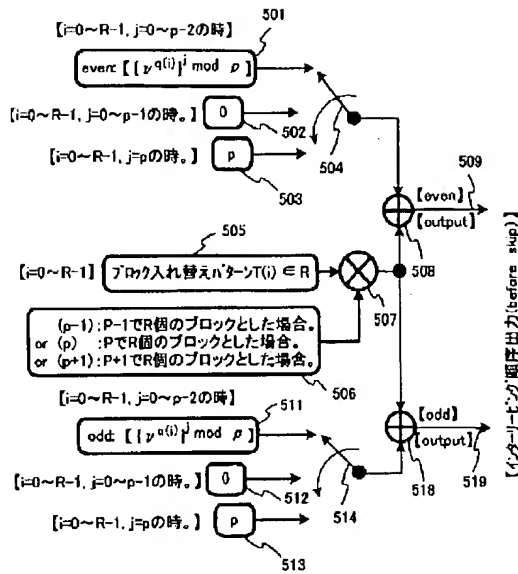 501
【i=0～R-1, j=0～p-2の時】
even: [ [ν^q(i)]^j mod p]
【i=0～R-1, j=0～p-1の時。】
0
502
504
【i=0～R-1, j=pの時。】
p
503
509
【even】
【output】
508
505
【i=0～R-1】
ブロック入れ替えパターンT(i) ∈ R
507
(p-1) : P-1でR個のブロックとした場合。
or (p) : PでR個のブロックとした場合。
or (p+1) : P+1でR個のブロックとした場合。
506
【i=0～R-1, j=0～p-2の時】
511
odd: [ [ν^q(i)]^j mod p]
【odd】
【output】
518
519
【i=0～R-1, j=0～p-1の時。】
0
512
514
【i=0～R-1, j=pの時。】
p
513
【インターリービング順序出力(before skip)】